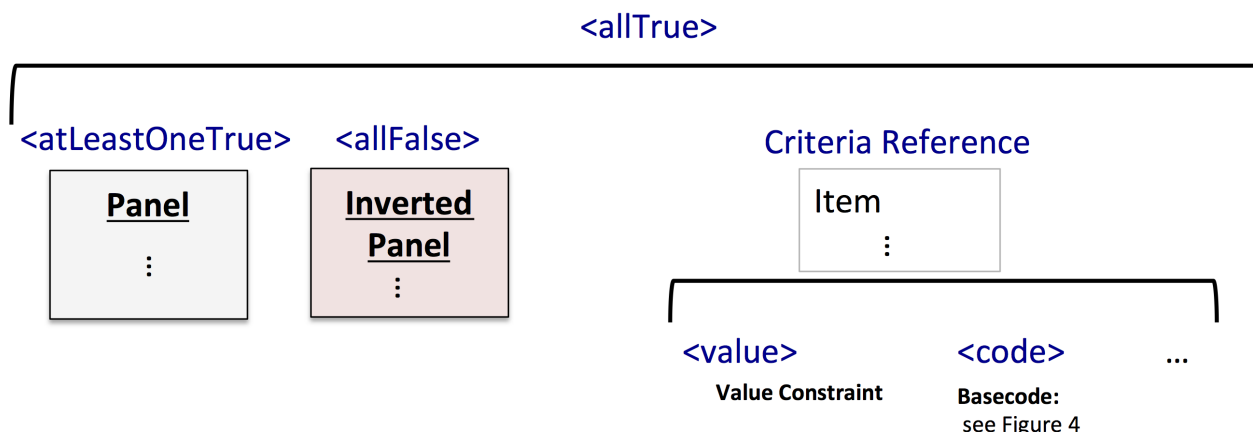 <allTrue>
<atLeastOneTrue>
<allFalse>
Criteria Reference
Panel
⋮
Inverted
Panel
⋮
Item
⋮
<value>
<code>
...
Value Constraint
Basecode:
see Figure 4